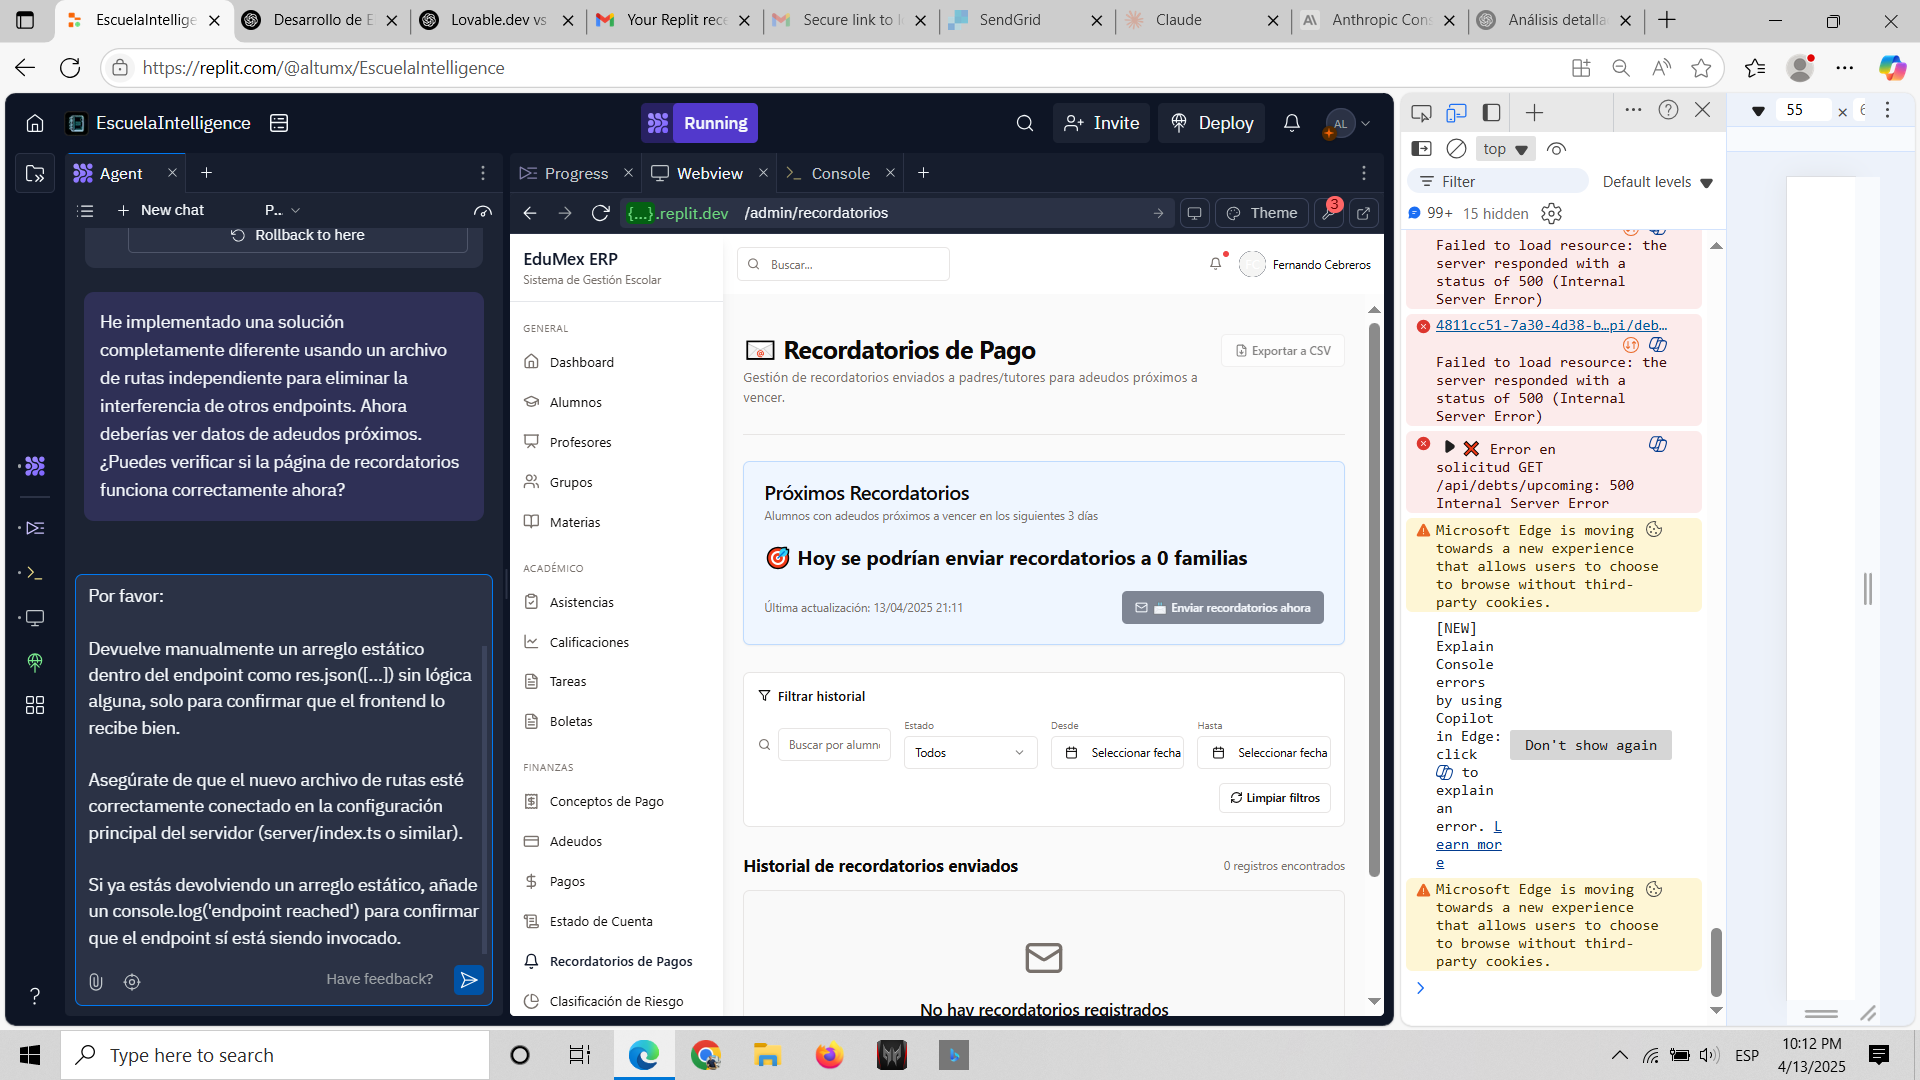 EscuelaIntellige
Desarrollo de E
Lovable.dev vs
Your Replit rece
Secure link to l
SendGrid
Claude
Anthropic Cons
Análisis detalla
https://replit.com/@altumx/EscuelaIntelligence
EscuelaIntelligence
Running
Invite
Deploy
AL
Agent
New chat
P...
Rollback to here
He implementado una solución
completamente diferente usando un archivo
de rutas independiente para eliminar la
interferencia de otros endpoints. Ahora
deberías ver datos de adeudos próximos.
¿Puedes verificar si la página de recordatorios
funciona correctamente ahora?
Por favor:
Devuelve manualmente un arreglo estático
dentro del endpoint como res.json([...]) sin lógica
alguna, solo para confirmar que el frontend lo
recibe bien.
Asegúrate de que el nuevo archivo de rutas esté
correctamente conectado en la configuración
principal del servidor (server/index.ts o similar).
Si ya estás devolviendo un arreglo estático, añade
un console.log('endpoint reached') para confirmar
que el endpoint sí está siendo invocado.
Have feedback?
Progress
Webview
Console
{...}.replit.dev /admin/recordatorios
Theme
3
EduMex ERP
Sistema de Gestión Escolar
GENERAL
Dashboard
Alumnos
Profesores
Grupos
Materias
ACADÉMICO
Asistencias
Calificaciones
Tareas
Boletas
FINANZAS
Conceptos de Pago
Adeudos
Pagos
Estado de Cuenta
Recordatorios de Pagos
Clasificación de Riesgo
Buscar...
Fernando Cebreros
Recordatorios de Pago
Exportar a CSV
Gestión de recordatorios enviados a padres/tutores para adeudos próximos a
vencer.
Próximos Recordatorios
Alumnos con adeudos próximos a vencer en los siguientes 3 días
Hoy se podrían enviar recordatorios a 0 familias
Última actualización: 13/04/2025 21:11
Enviar recordatorios ahora
Filtrar historial
Buscar por alumn
Estado
Todos
Desde
Seleccionar fecha
Hasta
Seleccionar fecha
Limpiar filtros
Historial de recordatorios enviados
0 registros encontrados
No hay recordatorios registrados
top
Filter
Default levels
99+
15 hidden
55
Failed to load resource: the
server responded with a
status of 500 (Internal
Server Error)
4811cc51-7a30-4d38-b…pi/deb…
Failed to load resource: the
server responded with a
status of 500 (Internal
Server Error)
Error en
solicitud GET
/api/debts/upcoming: 500
Internal Server Error
Microsoft Edge is moving
towards a new experience
that allows users to choose
to browse without third-
party cookies.
[NEW]
Explain
Console
errors
by using
Copilot
in Edge:
click
to
explain
an
error. L
earn mor
e
Don't show again
Microsoft Edge is moving
towards a new experience
that allows users to choose
to browse without third-
party cookies.
Type here to search
ESP
10:12 PM
4/13/2025